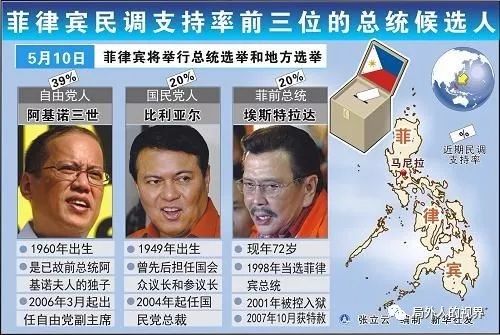 菲律宾民调支持率前三位的总统候选人
5月10日 菲律宾将举行总统选举和地方选举
39%
自由党人
阿基诺三世
20%
国民党人
比利亚尔
20%
菲前总统
埃斯特拉达
%
近期民调
支持率
菲
马尼拉
律
宾
1960年出生
是已故前总统阿
基诺夫人的独子
2006年3月起出
任自由党副主席
1949年出生
曾先后担任国会
众议长和参议长
2004年起任国
民党总裁
现年72岁
1998年当选菲律
宾总统
2001年被控入狱
2007年10月获特赦
张立云 编制 新华社发
局外人的视界